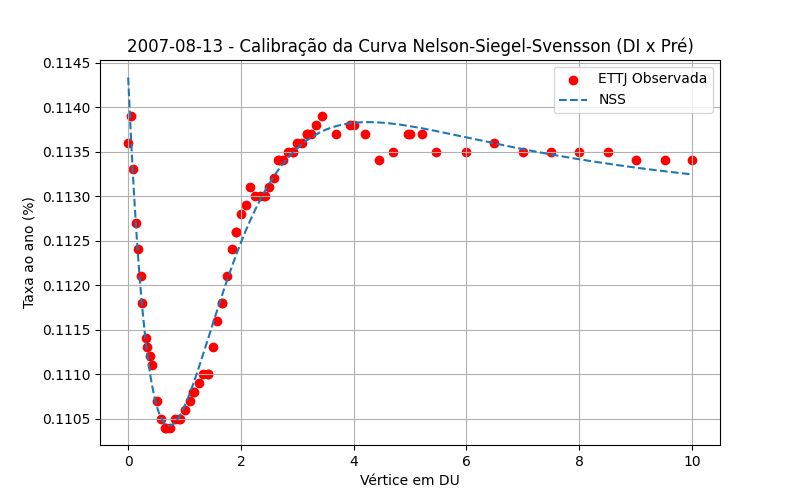 2007-08-13 - Calibração da Curva Nelson-Siegel-Svensson (DI x Pré)
ETTJ Observada
NSS
Taxa ao ano (%)
0.1145
0.1140
0.1135
0.1130
0.1125
0.1120
0.1115
0.1110
0.1105
0 2 4 6 8 10
Vértice em DU